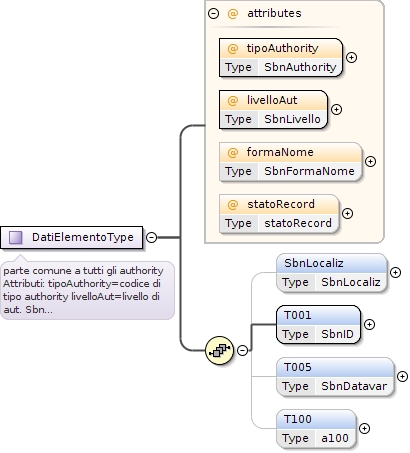 @ attributes
@ tipoAuthority
Type SbnAuthority
@ livelloAut
Type SbnLivello
@ formaNome
Type SbnFormaNome
@ statoRecord
Type statoRecord
DatiElementoType
parte comune a tutti gli authority
Attributi: tipoAuthority=codice di
tipo authority livelloAut=livello di
aut. Sbn...
SbnLocaliz
Type SbnLocaliz
T001
Type SbnID
T005
Type SbnDatavar
T100
Type a100